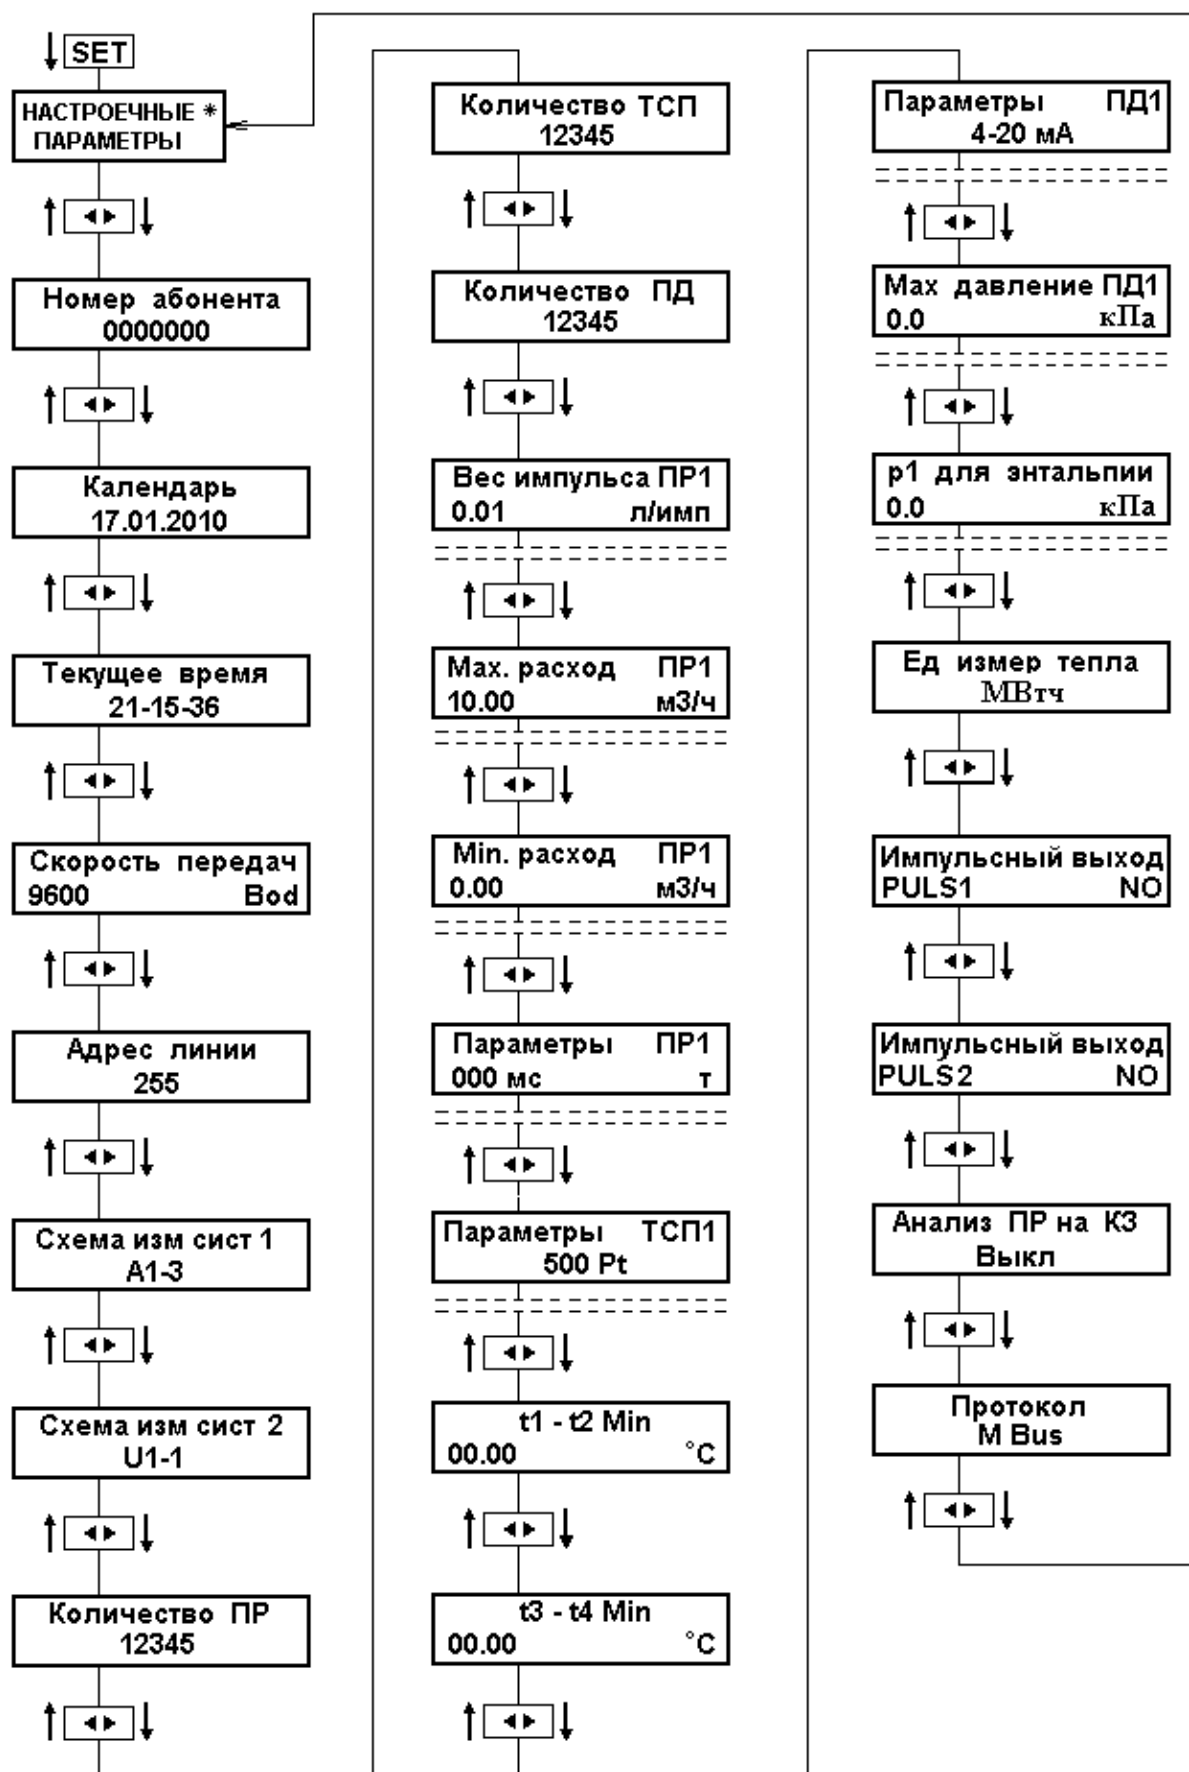 SET
НАСТРОЕЧНЫЕ *
ПАРАМЕТРЫ
Номер абонента
0000000
Календарь
17.01.2010
Текущее время
21-15-36
Скорость передач
9600 Bod
Адрес линии
255
Схема изм сист 1
А1-3
Схема изм сист 2
U1-1
Количество ПР
12345
Количество ТСП
12345
Количество ПД
12345
Вес импульса ПР1
0.01 л/имп
Мах. расход ПР1
10.00 м3/ч
Min. расход ПР1
0.00 м3/ч
Параметры ПР1
000 мс т
Параметры ТСП1
500 Pt
t1 - t2 Min
00.00 °C
t3 - t4 Min
00.00 °C
Параметры ПД1
4-20 мА
Мах давление ПД1
0.0 кПа
р1 для энтальпии
0.0 кПа
Ед измер тепла
МВтч
Импульсный выход
PULS1 NO
Импульсный выход
PULS2 NO
Анализ ПР на КЗ
Выкл
Протокол
M Bus